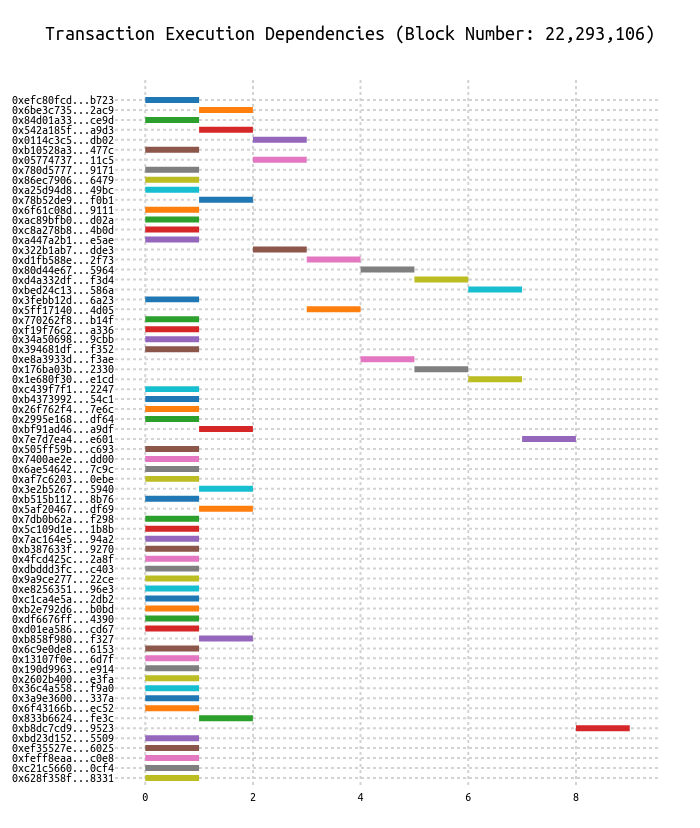 Transaction Execution Dependencies (Block Number: 22,293,106)
0xefc80fcd...b723
0x6be3c735...2ac9
0x84d01a33...ce9d
0x542a185f...a9d3
0x0114c3c5...db02
0xb10528a3...477c
0x05774737...11c5
0x780d5777...9171
0x86ec7906...6479
0xa25d94d8...49bc
0x78b52de9...f0b1
0x6f61c08d...9111
0xac89bfb0...d02a
0xc8a278b8...4b0d
0xa447a2b1...e5ae
0x322b1ab7...dde3
0xd1fb588e...2f73
0x80d44e67...5964
0xd4a332df...f3d4
0xbed24c13...586a
0x3febb12d...6a23
0x5ff17140...4d05
0x770262f8...b14f
0xf19f76c2...a336
0x34a50698...9cbb
0x394681df...f352
0xe8a3933d...f3ae
0x176ba03b...2330
0x1e680f30...e1cd
0xc439f7f1...2247
0xb4373992...54c1
0x26f762f4...7e6c
0x2995e168...df64
0xbf91ad46...a9df
0x7e7d7ea4...e601
0x505ff59b...c693
0x7400ae2e...dd00
0x6ae54642...7c9c
0xaf7c6203...0ebe
0x3e2b5267...5940
0xb515b112...8b76
0x5af20467...df69
0x7db0b62a...f298
0x5c109d1e...1b8b
0x7ac164e5...94a2
0xb387633f...9270
0x4fcd425c...2a8f
0xdbddd3fc...c403
0x9a9ce277...22ce
0xe8256351...96e3
0xc1ca4e5a...2db2
0xb2e792d6...b0bd
0xdf6676ff...4390
0xd01ea586...cd67
0xb858f980...f327
0x6c9e0de8...6153
0x13107f0e...6d7f
0x190d9963...e914
0x2602b400...e3fa
0x36c4a558...f9a0
0x3a9e3600...337a
0x6f43166b...ec52
0x833b6624...fe3c
0xb8dc7cd9...9523
0xbd23d152...5509
0xef35527e...6025
0xfeff8eaa...c0e8
0xc21c5660...0cf4
0x628f358f...8331
0 2 4 6 8